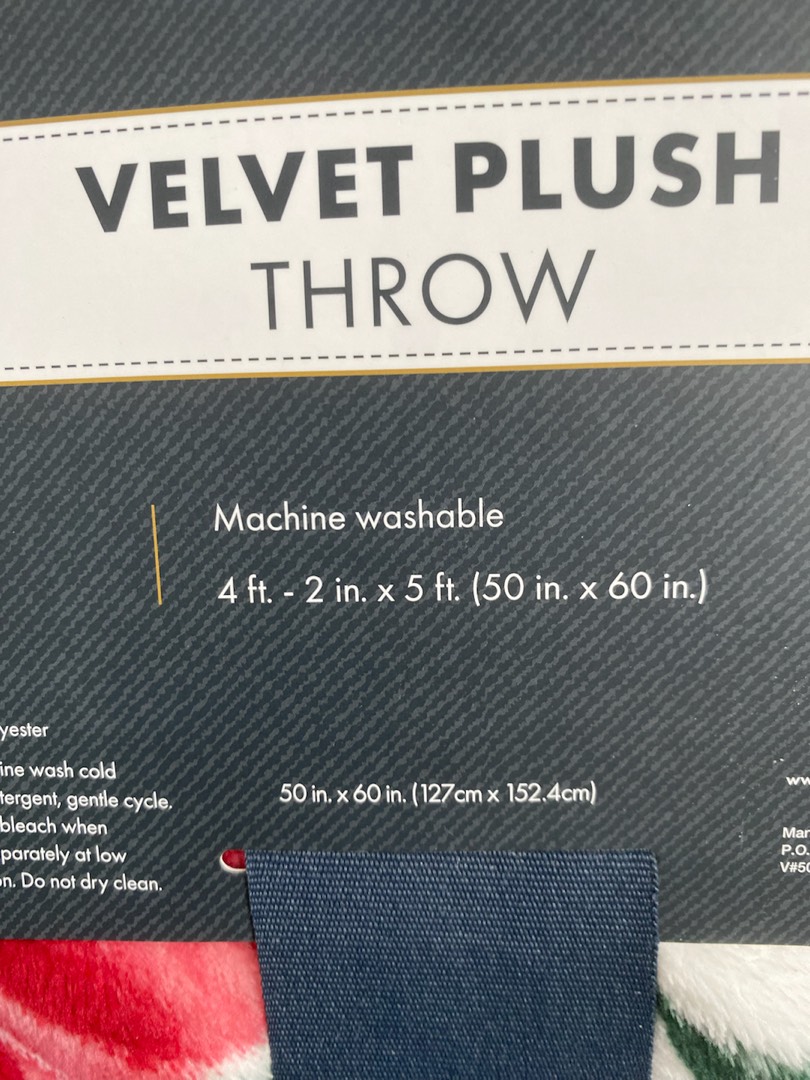 VELVET PLUSH
THROW
Machine washable
4 ft. - 2 in. x 5 ft. (50 in. x 60 in.)
yester
ine wash cold
tergent, gentle cycle.
bleach when
parately at low
n. Do not dry clean.
50 in. x 60 in. (127cm x 152.4cm)
ww
Mar
P.O.
V#50